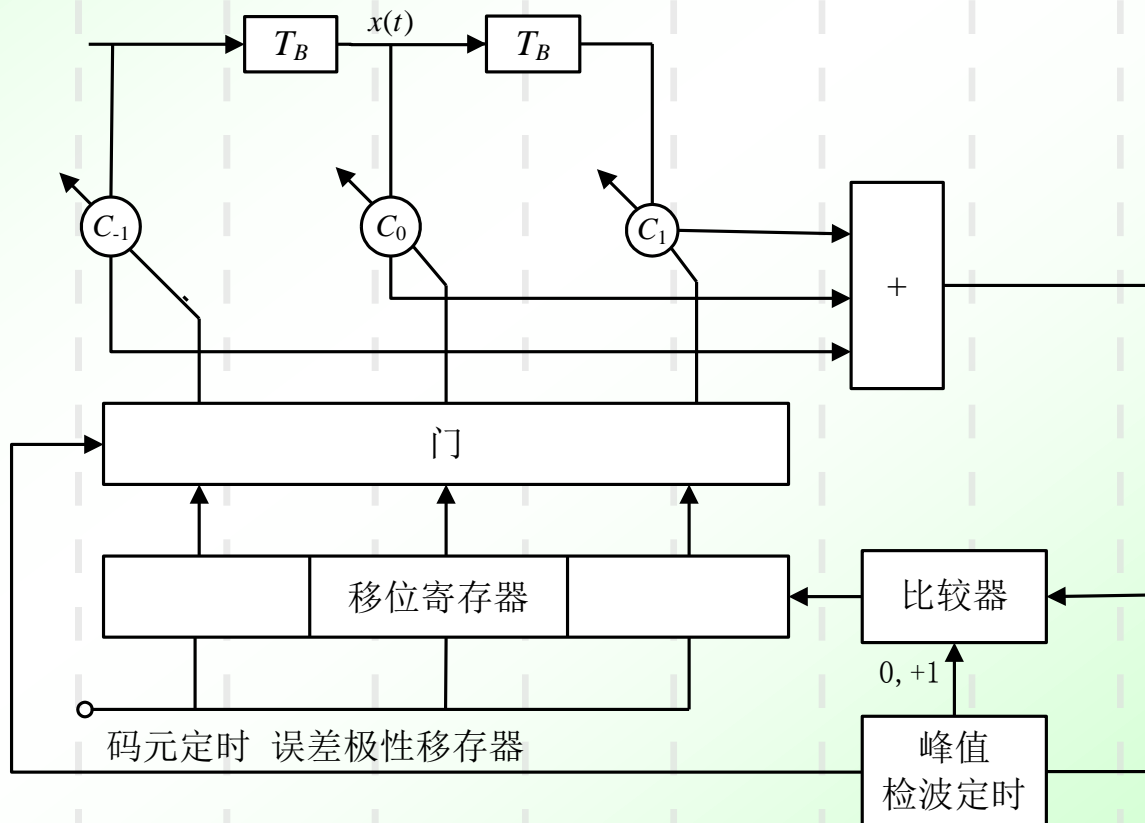 x(t)
T_B
T_B
C_{-1}
C_0
C_1
+
门
移位寄存器
比较器
0, +1
码元定时 误差极性移存器
峰值
检波定时